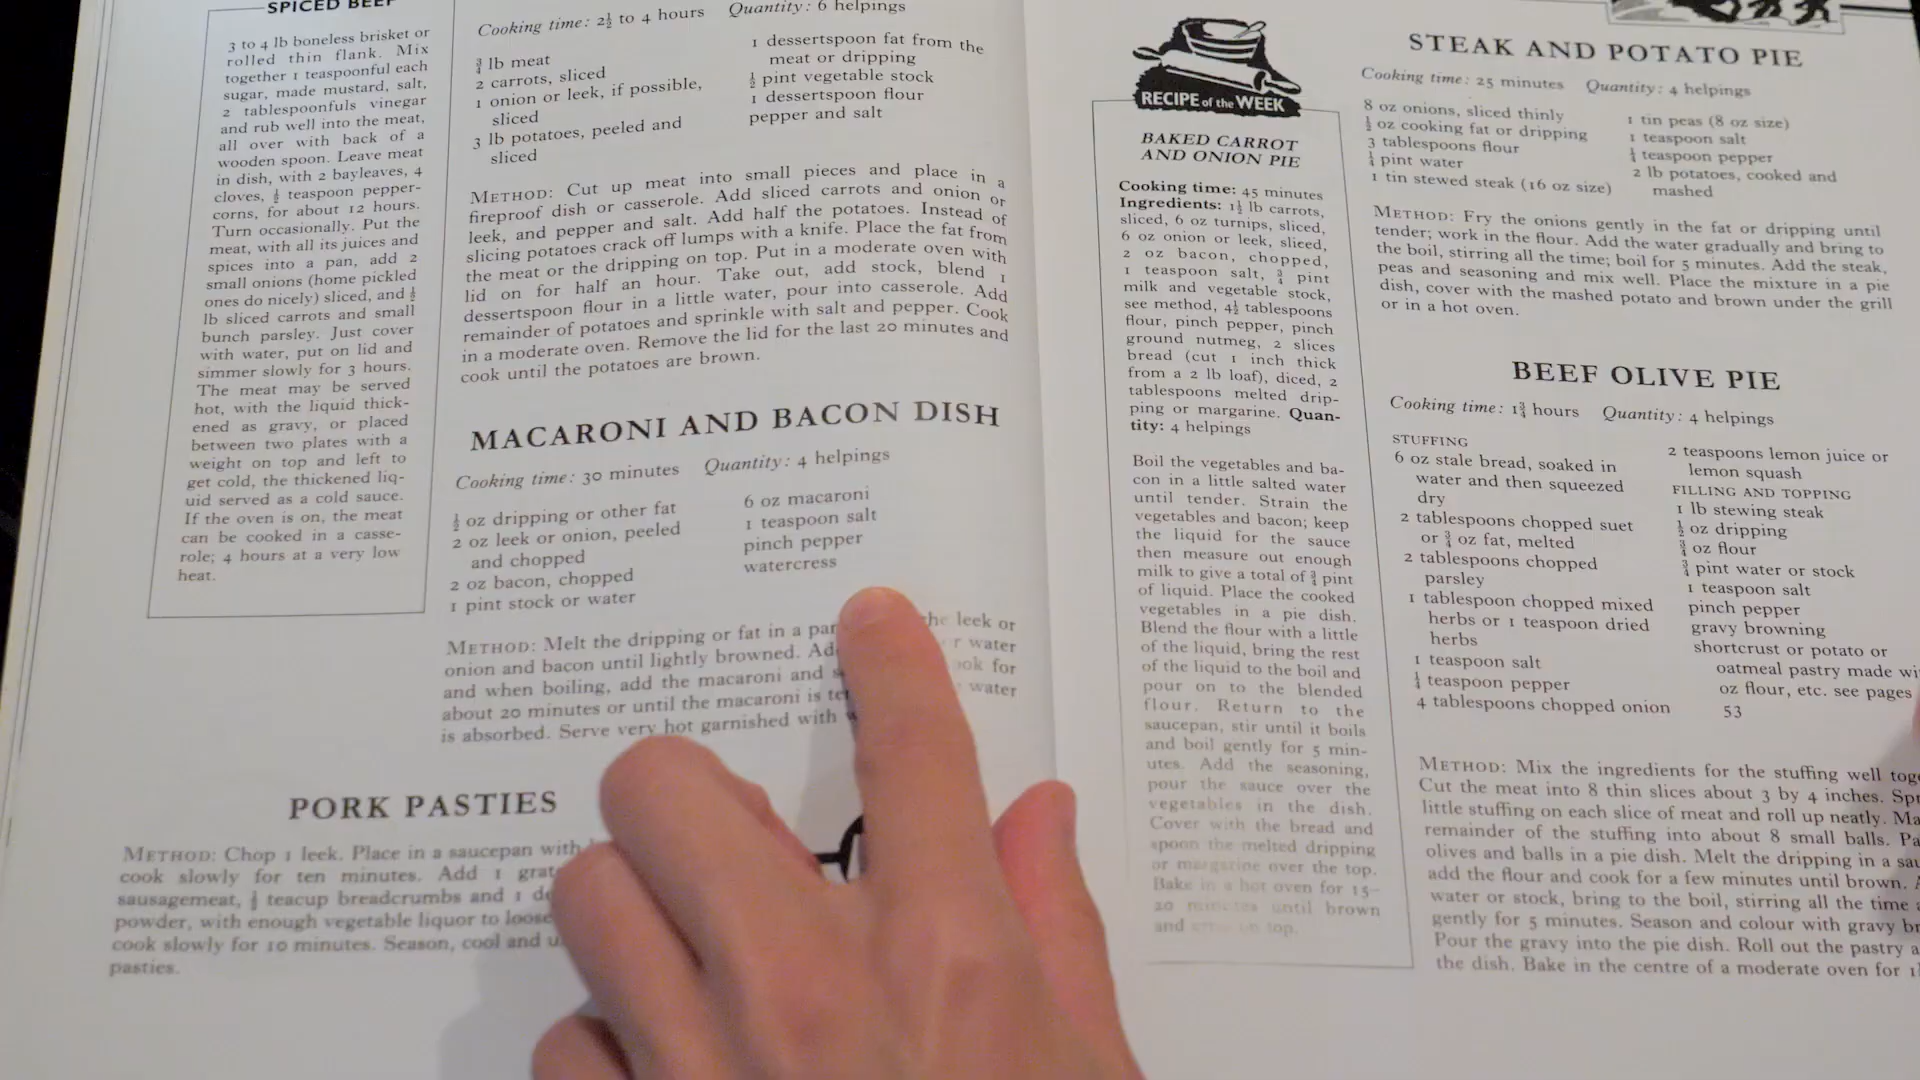 SPICED BEEF
3 to 4 lb boneless brisket or
rolled thin flank. Mix
together 1 teaspoonful each
sugar, made mustard, salt,
2 tablespoonfuls vinegar
and rub well into the meat,
all over with back of a
wooden spoon. Leave meat
in dish, with 2 bayleaves, 4
cloves, ½ teaspoon pepper-
corns, for about 12 hours.
Turn occasionally. Put the
meat, with all its juices and
spices into a pan, add 2
small onions (home pickled
ones do nicely) sliced, and ½
lb sliced carrots and small
bunch parsley. Just cover
with water, put on lid and
simmer slowly for 3 hours.
The meat may be served
hot, with the liquid thick-
ened as gravy, or placed
between two plates with a
weight on top and left to
get cold, the thickened liq-
uid served as a cold sauce.
If the oven is on, the meat
can be cooked in a casse-
role; 4 hours at a very low
heat.
Cooking time: 2½ to 4 hours Quantity: 6 helpings
¾ lb meat
2 carrots, sliced
1 onion or leek, if possible,
sliced
3 lb potatoes, peeled and
sliced
1 dessertspoon fat from the
meat or dripping
½ pint vegetable stock
1 dessertspoon flour
pepper and salt
METHOD: Cut up meat into small pieces and place in a
fireproof dish or casserole. Add sliced carrots and onion or
leek, and pepper and salt. Add half the potatoes. Instead of
slicing potatoes crack off lumps with a knife. Place the fat from
the meat or the dripping on top. Put in a moderate oven with
lid on for half an hour. Take out, add stock, blend 1
dessertspoon flour in a little water, pour into casserole. Add
remainder of potatoes and sprinkle with salt and pepper. Cook
in a moderate oven. Remove the lid for the last 20 minutes and
cook until the potatoes are brown.
MACARONI AND BACON DISH
Cooking time: 30 minutes Quantity: 4 helpings
½ oz dripping or other fat
2 oz leek or onion, peeled
and chopped
2 oz bacon, chopped
1 pint stock or water
6 oz macaroni
1 teaspoon salt
pinch pepper
watercress
METHOD: Melt the dripping or fat in a the leek or
onion and bacon until lightly browned. water
and when boiling, add the macaroni and for
about 20 minutes or until the macaroni is water
is absorbed. Serve very hot garnished with
PORK PASTIES
METHOD: Chop 1 leek. Place in a saucepan with
cook slowly for ten minutes. Add 1
sausagemeat, ½ teacup breadcrumbs and 1
powder, with enough vegetable liquor to
cook slowly for 10 minutes. Season, cool and
pasties.
RECIPE of the WEEK
BAKED CARROT
AND ONION PIE
Cooking time: 45 minutes
Ingredients: 1½ lb carrots,
sliced, 6 oz turnips, sliced,
6 oz onion or leek, sliced,
2 oz bacon, chopped,
1 teaspoon salt, ¾ pint
milk and vegetable stock,
see method, 4½ tablespoons
flour, pinch pepper, pinch
ground nutmeg, 2 slices
bread (cut 1 inch thick
from a 2 lb loaf), diced, 2
tablespoons melted drip-
ping or margarine. Quan-
tity: 4 helpings
Boil the vegetables and ba-
con in a little salted water
until tender. Strain the
vegetables and bacon; keep
the liquid for the sauce
then measure out enough
milk to give a total of ¾ pint
of liquid. Place the cooked
vegetables in a pie dish.
Blend the flour with a little
of the liquid, bring the rest
of the liquid to the boil and
pour on to the blended
flour. Return to the
saucepan, stir until it boils
and boil gently for 5 min-
utes. Add the seasoning,
pour the sauce over the
vegetables in the dish.
Cover with the bread and
spoon the melted dripping
or margarine over the top.
Bake in a hot oven for 15-
20 minutes until brown
and on top.
STEAK AND POTATO PIE
Cooking time: 25 minutes Quantity: 4 helpings
8 oz onions, sliced thinly
½ oz cooking fat or dripping
3 tablespoons flour
¼ pint water
1 tin stewed steak (16 oz size)
1 tin peas (8 oz size)
1 teaspoon salt
¼ teaspoon pepper
2 lb potatoes, cooked and
mashed
METHOD: Fry the onions gently in the fat or dripping until
tender; work in the flour. Add the water gradually and bring to
the boil, stirring all the time; boil for 5 minutes. Add the steak,
peas and seasoning and mix well. Place the mixture in a pie
dish, cover with the mashed potato and brown under the grill
or in a hot oven.
BEEF OLIVE PIE
Cooking time: 1¾ hours Quantity: 4 helpings
STUFFING
6 oz stale bread, soaked in
water and then squeezed
dry
2 tablespoons chopped suet
or ¾ oz fat, melted
2 tablespoons chopped
parsley
1 tablespoon chopped mixed
herbs or 1 teaspoon dried
herbs
1 teaspoon salt
¼ teaspoon pepper
4 tablespoons chopped onion
2 teaspoons lemon juice or
lemon squash
FILLING AND TOPPING
1 lb stewing steak
½ oz dripping
¾ oz flour
¾ pint water or stock
1 teaspoon salt
pinch pepper
gravy browning
shortcrust or potato or
oatmeal pastry made
oz flour, etc. see pages
53
METHOD: Mix the ingredients for the stuffing well
Cut the meat into 8 thin slices about 3 by 4 inches.
little stuffing on each slice of meat and roll up neatly.
remainder of the stuffing into about 8 small balls.
olives and balls in a pie dish. Melt the dripping in a
add the flour and cook for a few minutes until brown.
water or stock, bring to the boil, stirring all the time
gently for 5 minutes. Season and colour with gravy
Pour the gravy into the pie dish. Roll out the pastry
the dish. Bake in the centre of a moderate oven for